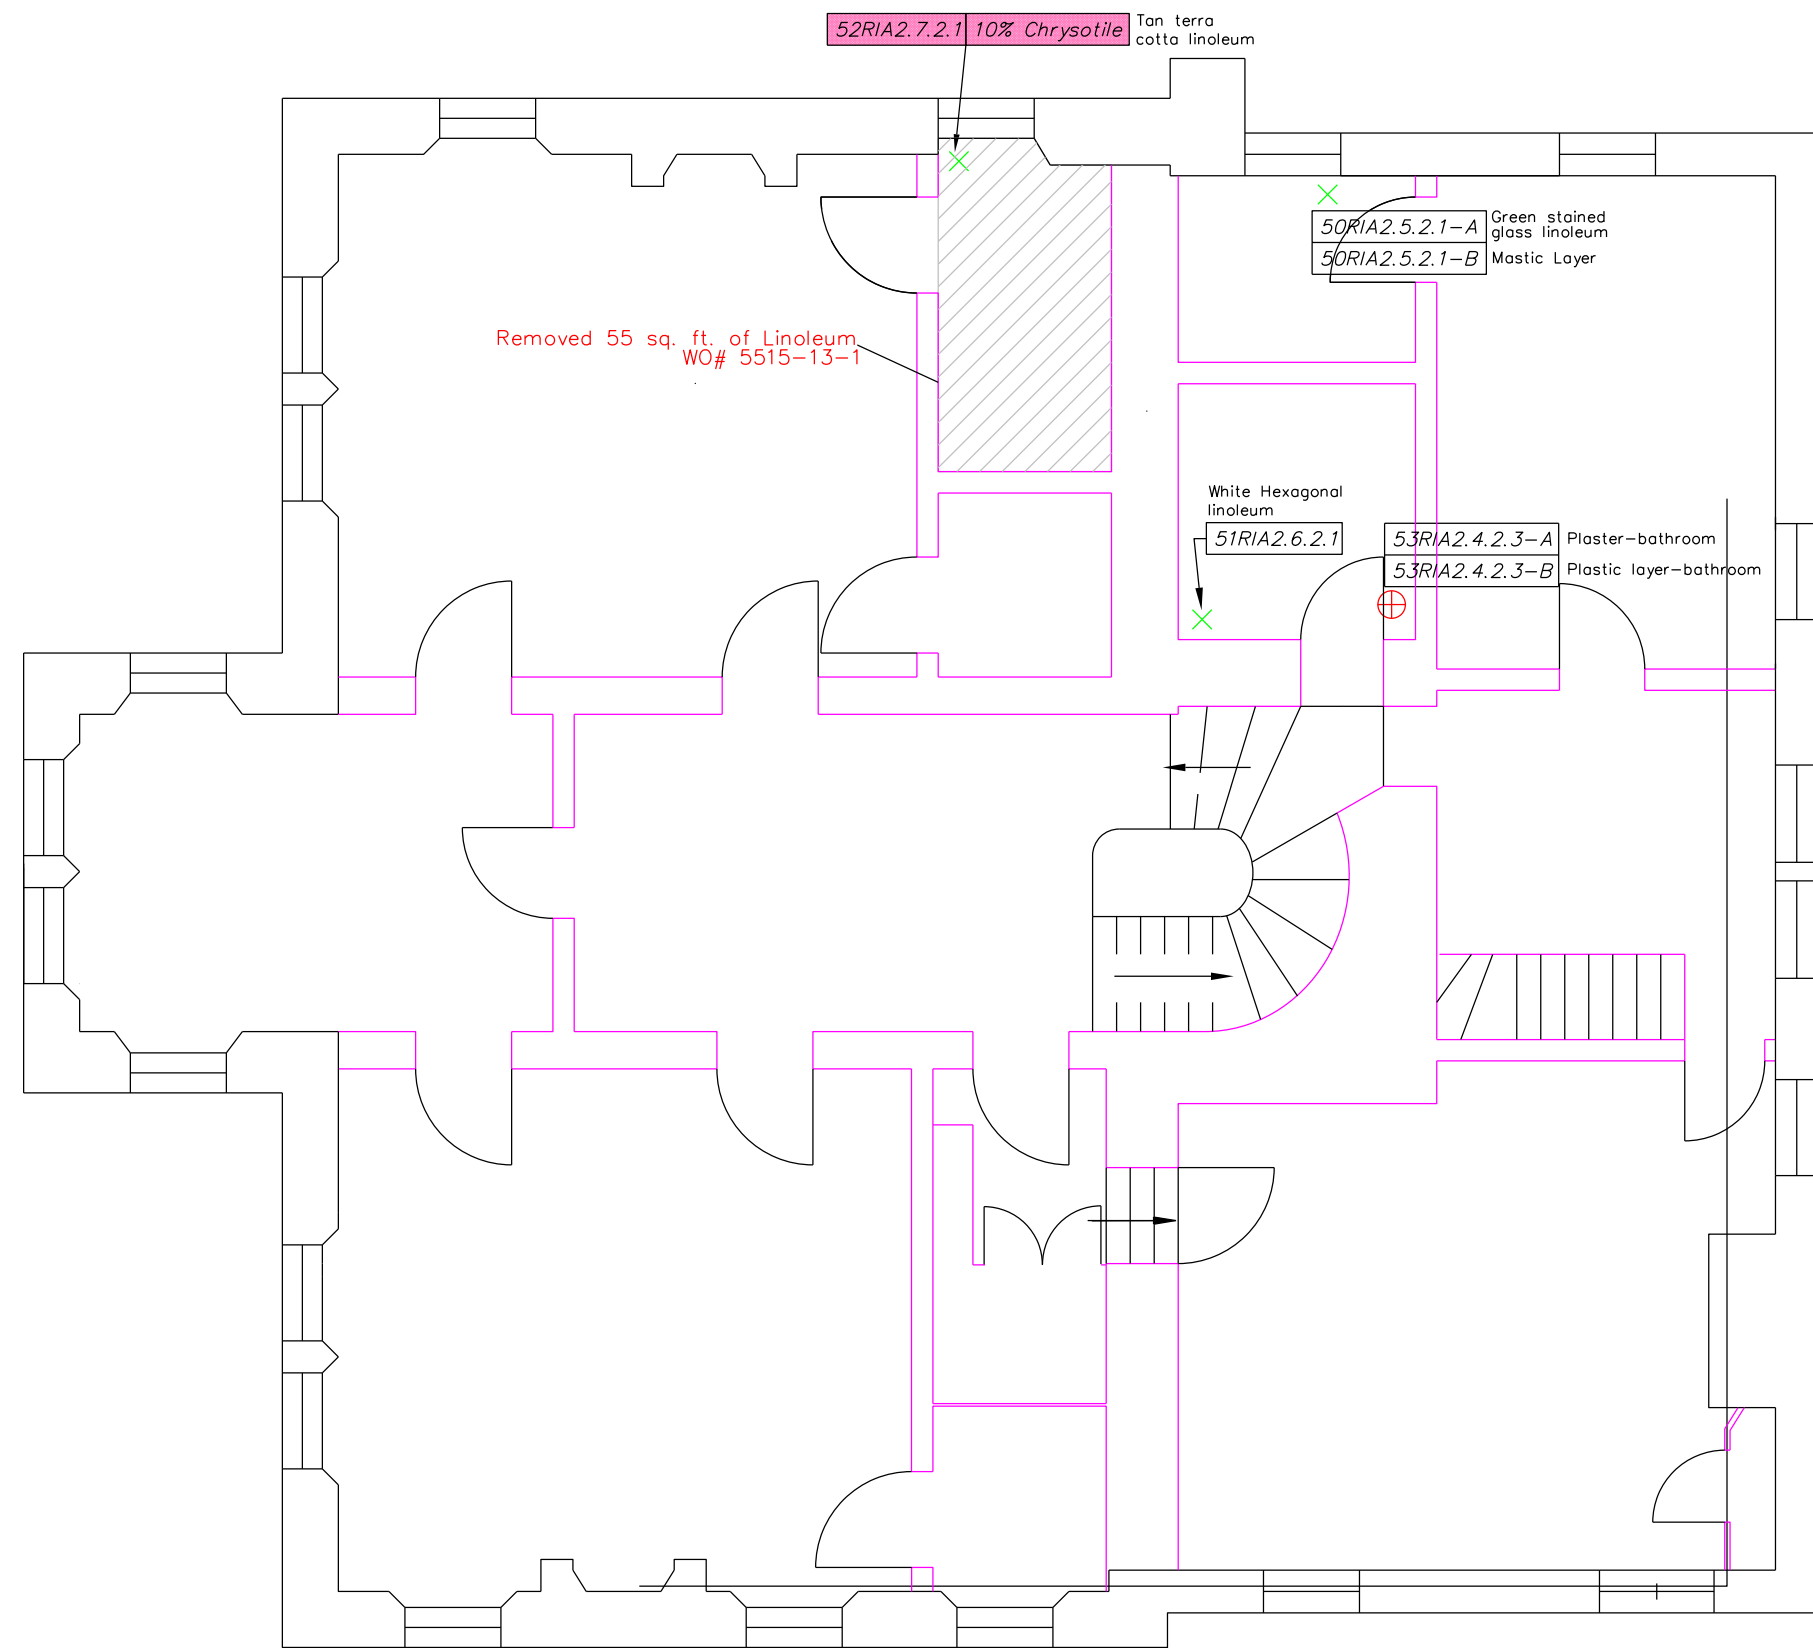 52RIA2.7.2.1 10% Chrysotile
Tan terra
cotta linoleum
50RIA2.5.2.1-A
Green stained
glass linoleum
50RIA2.5.2.1-B
Mastic Layer
Removed 55 sq. ft. of Linoleum
WO# 5515-13-1
White Hexagonal
linoleum
51RIA2.6.2.1
53RIA2.4.2.3-A
Plaster-bathroom
53RIA2.4.2.3-B
Plastic layer-bathroom